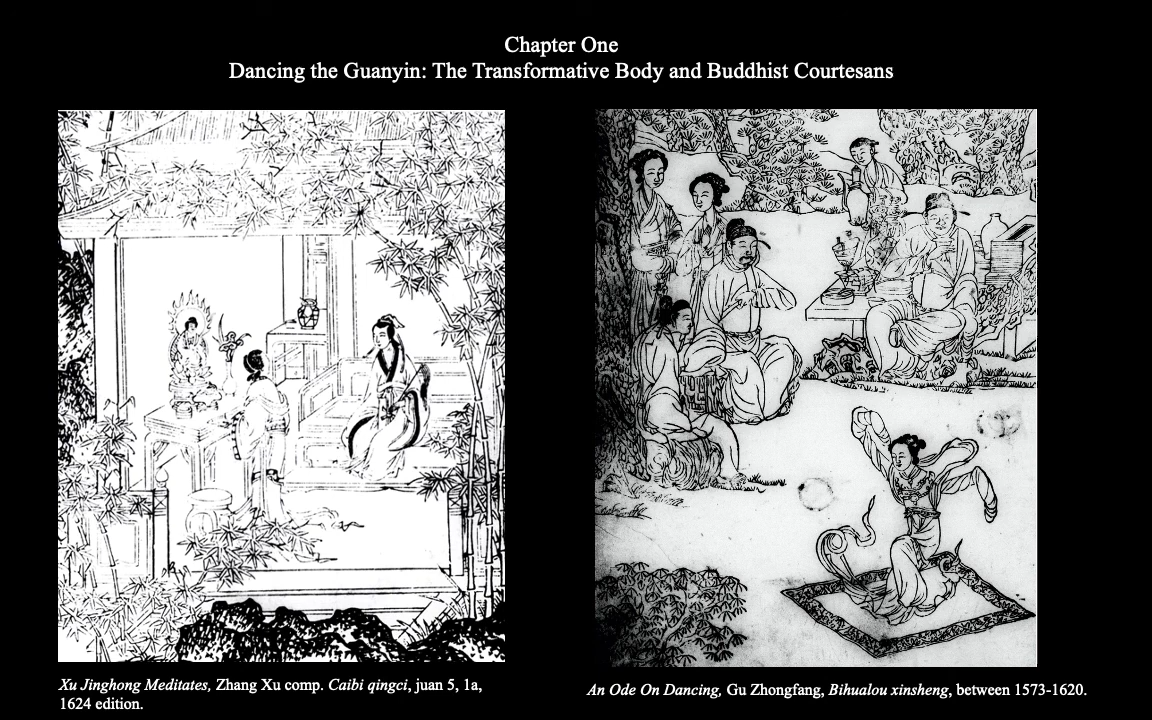 Chapter One
Dancing the Guanyin: The Transformative Body and Buddhist Courtesans
Xu Jinghong Meditates, Zhang Xu comp. Caibi qingci, juan 5, 1a,
1624 edition.
An Ode On Dancing, Gu Zhongfang, Bihualou xinsheng, between 1573-1620.